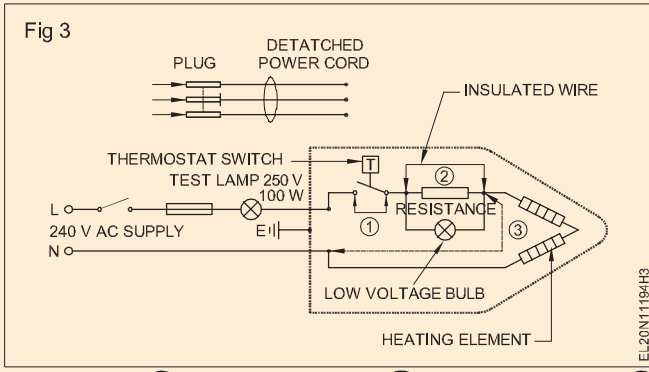 Fig 3
PLUG
DETATCHED
POWER CORD
INSULATED WIRE
THERMOSTAT SWITCH
T
TEST LAMP 250 V
100 W
2
RESISTANCE
1
3
L
240 V AC SUPPLY
E
N
LOW VOLTAGE BULB
HEATING ELEMENT
EL20N11194H3